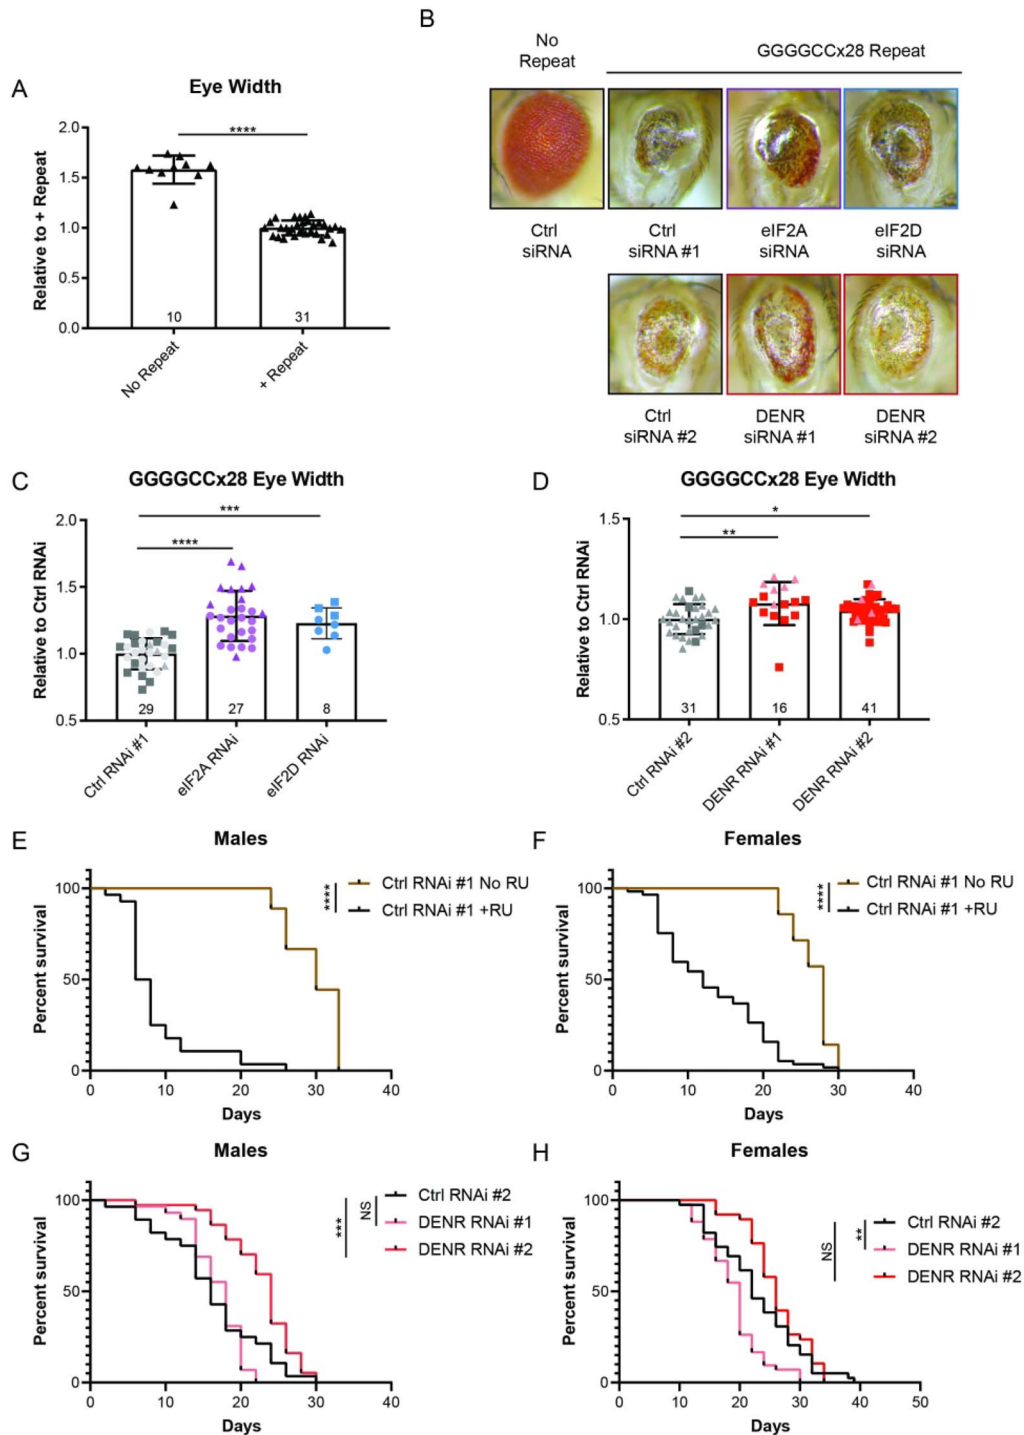 A
Eye Width
Relative to + Repeat
2.0
1.5
1.0
0.5
0.0
****
10
31
No Repeat
+ Repeat
B
No
Repeat
GGGGCCx28 Repeat
Ctrl
siRNA
Ctrl
siRNA #1
eIF2A
siRNA
eIF2D
siRNA
Ctrl
siRNA #2
DENR
siRNA #1
DENR
siRNA #2
C
GGGGCCx28 Eye Width
Relative to Ctrl RNAi
2.0
1.5
1.0
0.5
***
****
29
27
8
Ctrl RNAi #1
eIF2A RNAi
eIF2D RNAi
D
GGGGCCx28 Eye Width
Relative to Ctrl RNAi
1.5
1.0
0.5
*
**
31
16
41
Ctrl RNAi #2
DENR RNAi #1
DENR RNAi #2
E
Males
Percent survival
100
50
0
0 10 20 30 40
Days
****
Ctrl RNAi #1 No RU
Ctrl RNAi #1 +RU
F
Females
Percent survival
100
50
0
0 10 20 30 40
Days
****
Ctrl RNAi #1 No RU
Ctrl RNAi #1 +RU
G
Males
Percent survival
100
50
0
0 10 20 30 40
Days
***
NS
Ctrl RNAi #2
DENR RNAi #1
DENR RNAi #2
H
Females
Percent survival
100
50
0
0 10 20 30 40 50
Days
NS
**
Ctrl RNAi #2
DENR RNAi #1
DENR RNAi #2